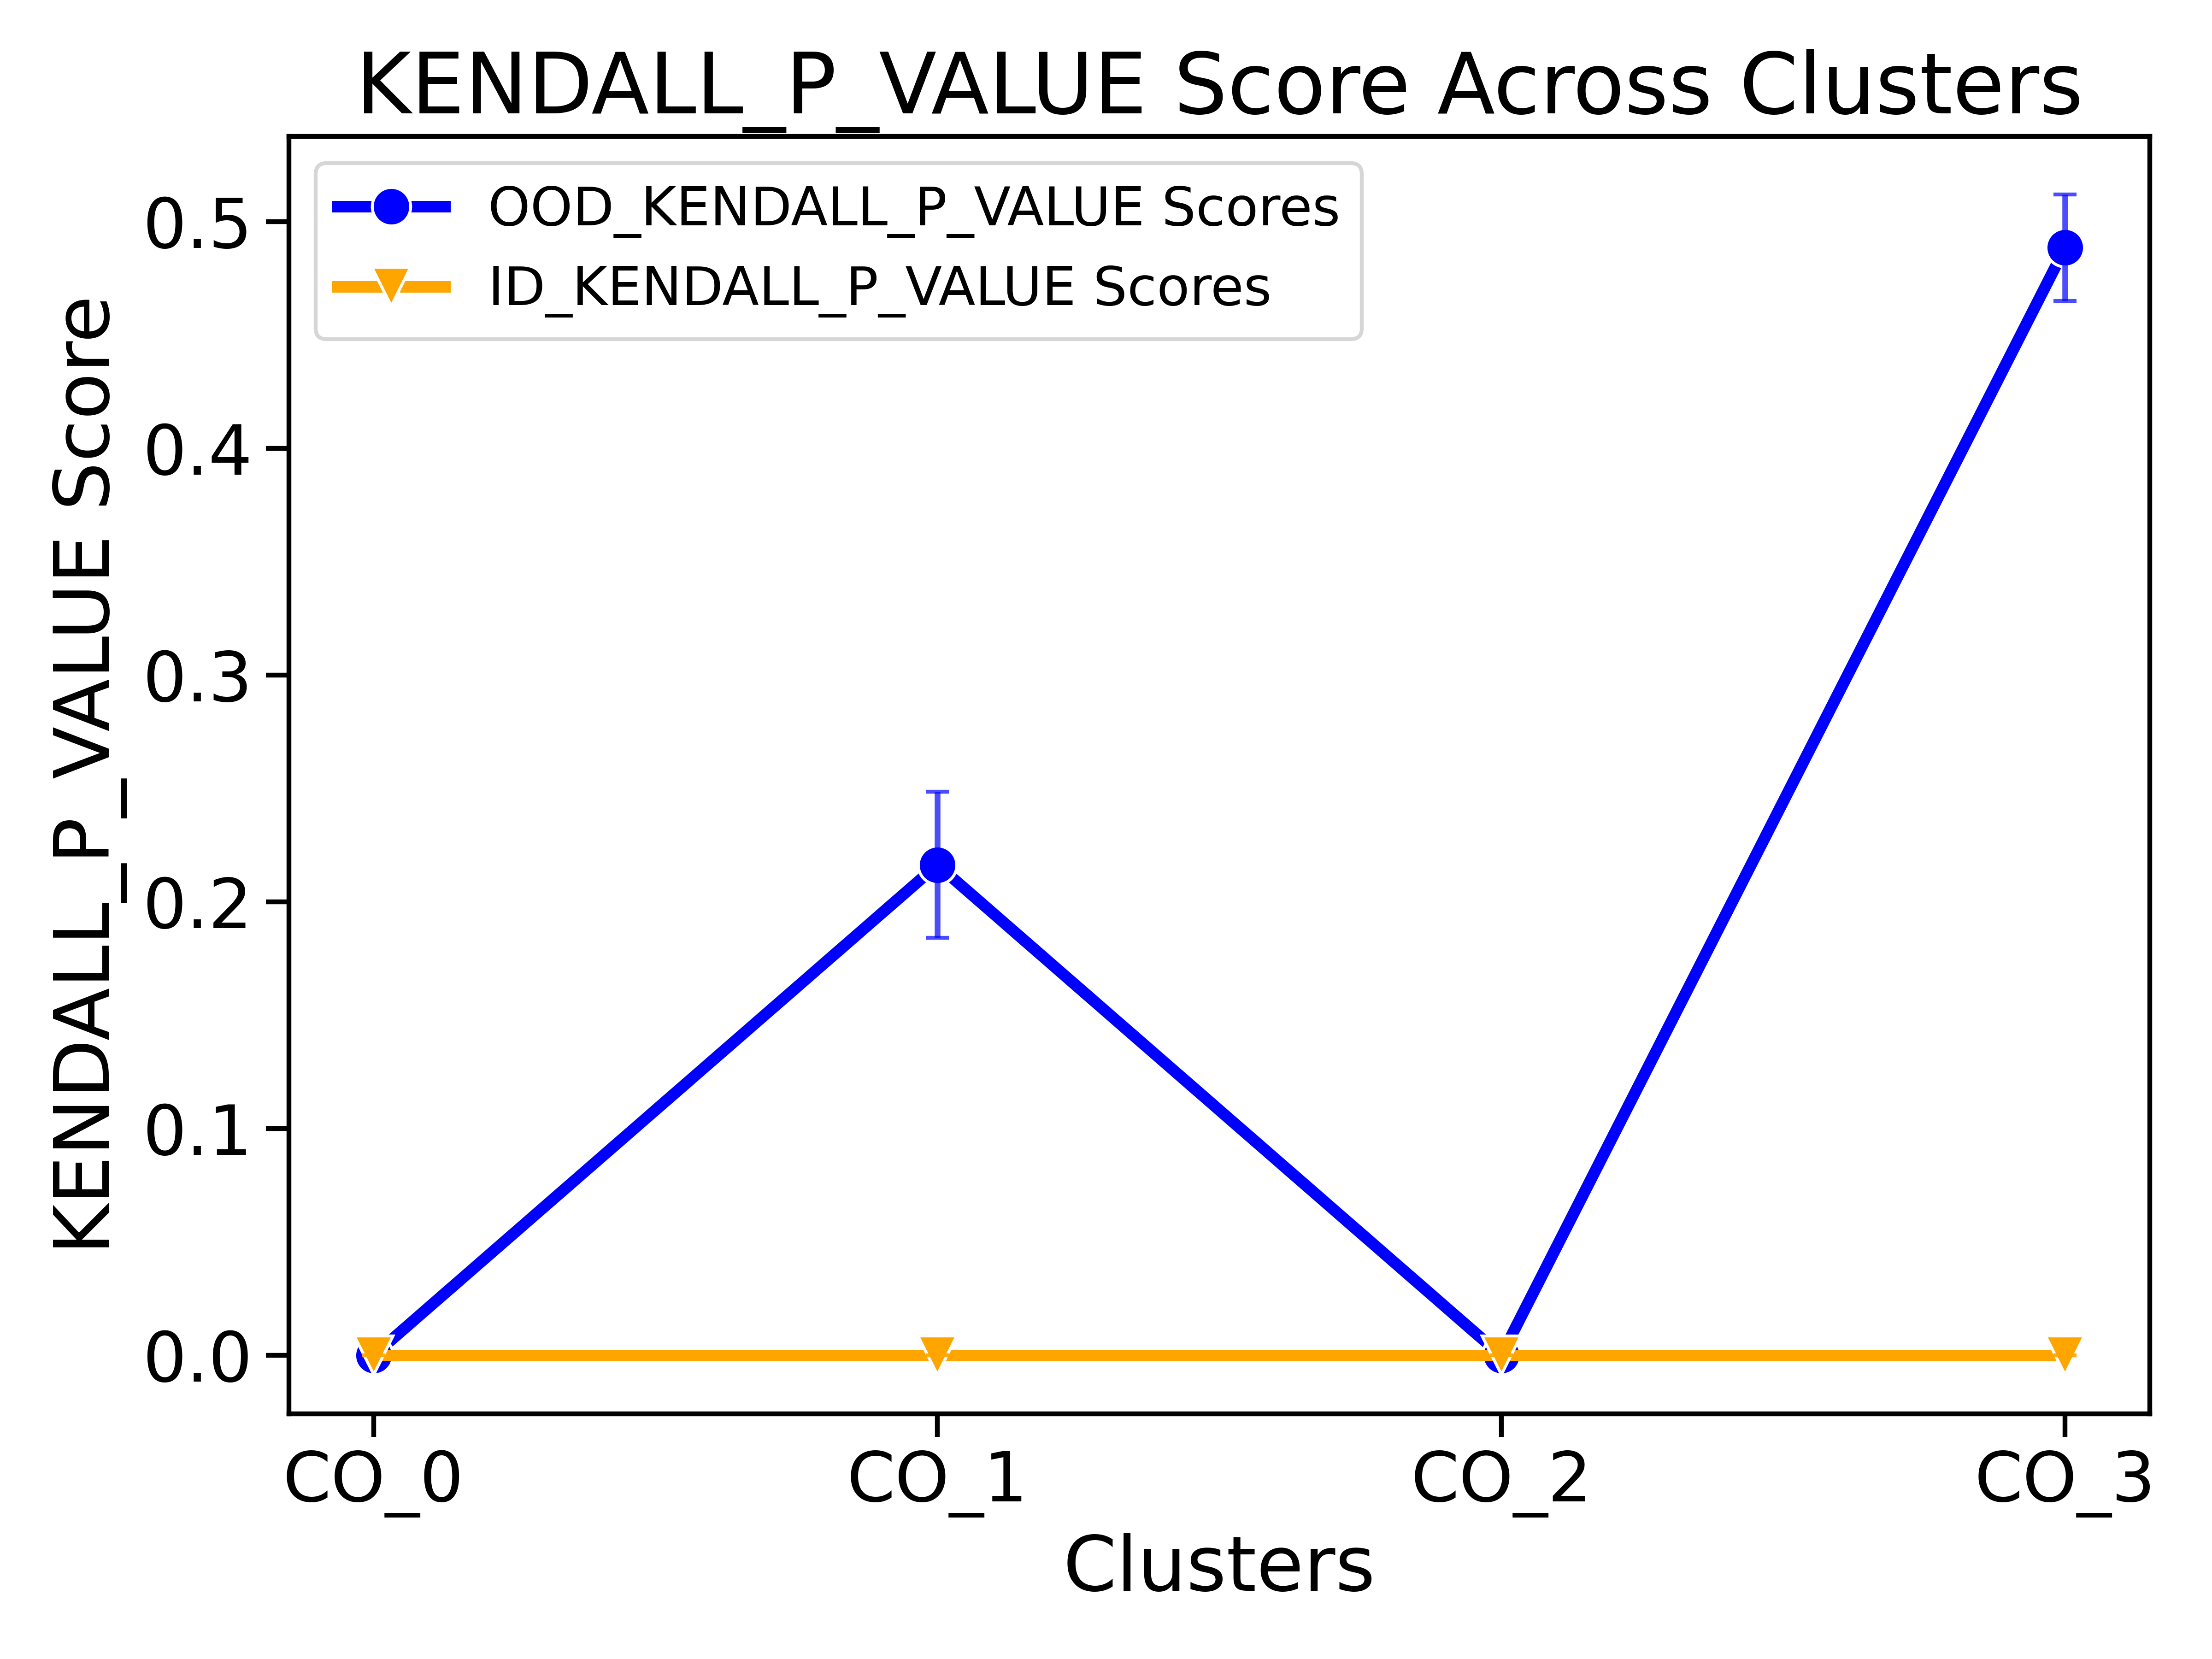 KENDALL_P_VALUE Score Across Clusters
OOD_KENDALL_P_VALUE Scores
ID_KENDALL_P_VALUE Scores
KENDALL_P_VALUE Score
0.5
0.4
0.3
0.2
0.1
0.0
CO_0 CO_1 CO_2 CO_3
Clusters